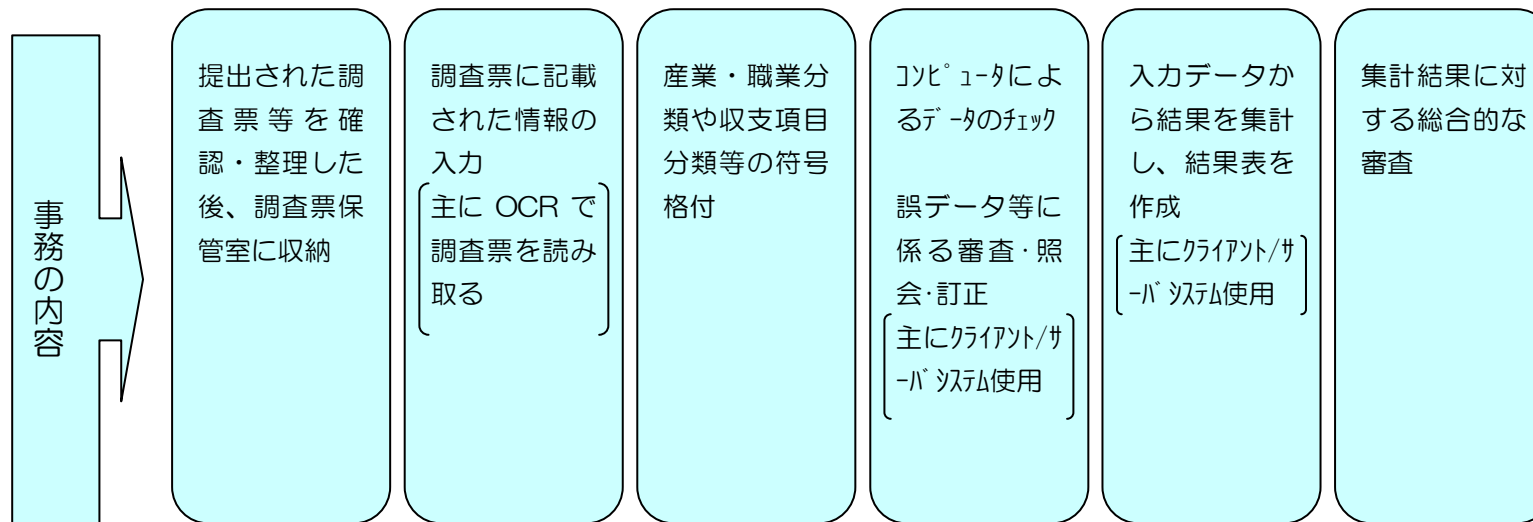 事務の内容
提出された調
査票等を確
認・整理した
後、調査票保
管室に収納
調査票に記載
された情報の
入力
主に OCR で
調査票を読み
取る
産業・職業分
類や収支項目
分類等の符号
格付
ｺﾝﾋﾟｭｰﾀによ
るﾃﾞｰﾀのﾁｪｯｸ
誤データ等に
係る審査･照
会･訂正
主にｸﾗｲｱﾝﾄ/ｻ
ｰﾊﾞｼｽﾃﾑ使用
入力データか
ら結果を集計
し、結果表を
作成
主にｸﾗｲｱﾝﾄ/ｻ
ｰﾊﾞｼｽﾃﾑ使用
集計結果に対
する総合的な
審査